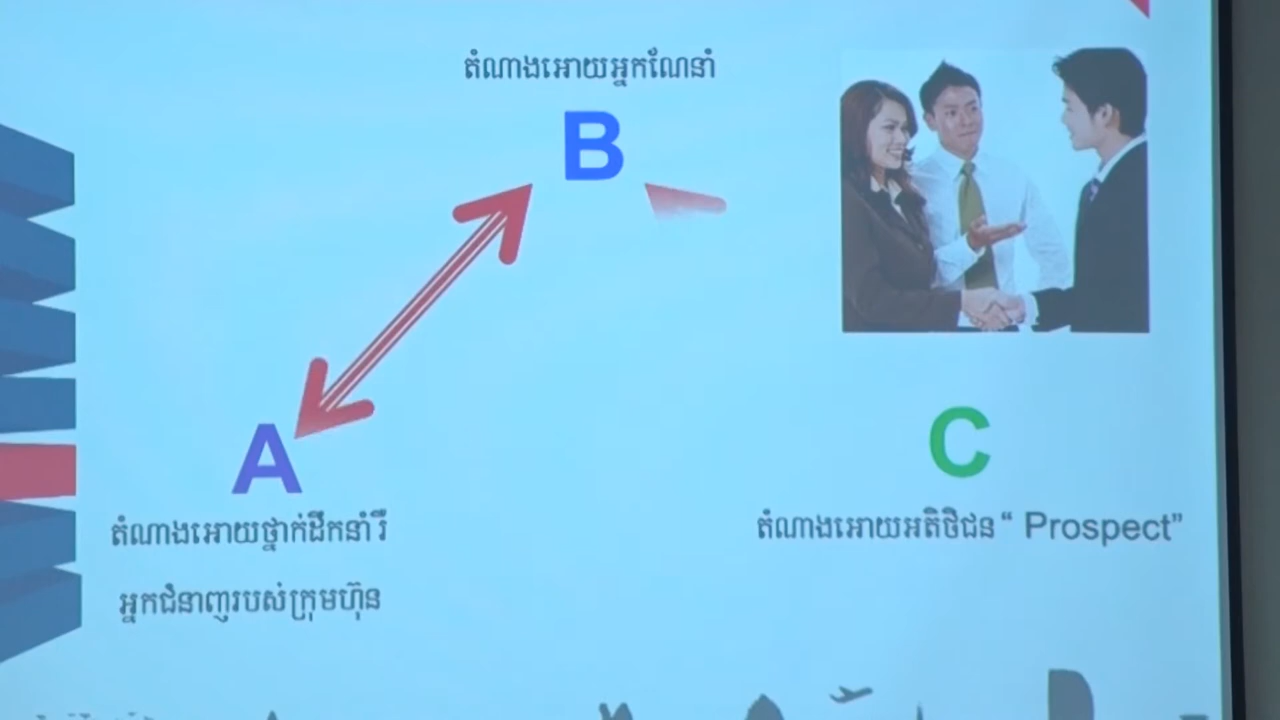 តំណាងអោយអ្នកណែនាំ
B
A
C
តំណាងអោយថ្នាក់ដឹកនាំ រឺ
អ្នកជំនាញរបស់ក្រុមហ៊ុន
តំណាងអោយអតិថិជន “ Prospect”